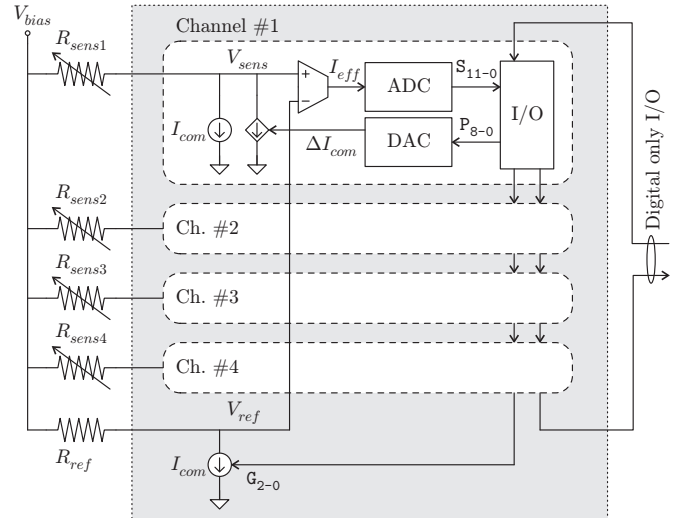 V_bias
Channel #1
R_sens1
V_sens
I_eff
ADC
S_11-0
I/O
I_com
ΔI_com
DAC
P_8-0
R_sens2
Ch. #2
R_sens3
Ch. #3
R_sens4
Ch. #4
Digital only I/O
V_ref
R_ref
I_com
G_2-0
+
−